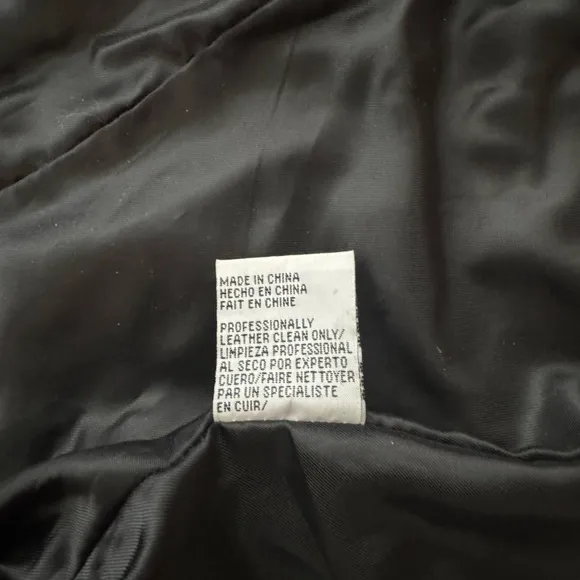 MADE IN CHINA
HECHO EN CHINA
FAIT EN CHINE
PROFESSIONALLY
LEATHER CLEAN ONLY/
LIMPIEZA PROFESSIONAL
AL SECO POR EXPERTO
CUERO/FAIRE NETTOYER
PAR UN SPECIALISTE
EN CUIR/